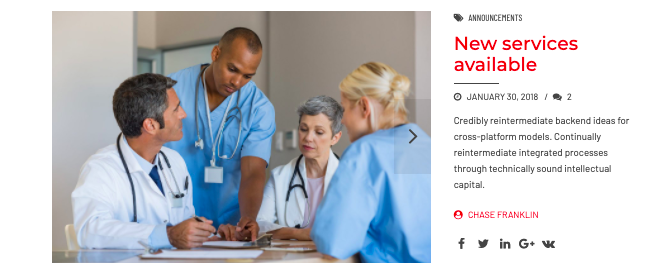 ANNOUNCEMENTS
New services
available
JANUARY 30, 2018 / 2
Credibly reintermediate backend ideas for
cross-platform models. Continually
reintermediate integrated processes
through technically sound intellectual
capital.
CHASE FRANKLIN